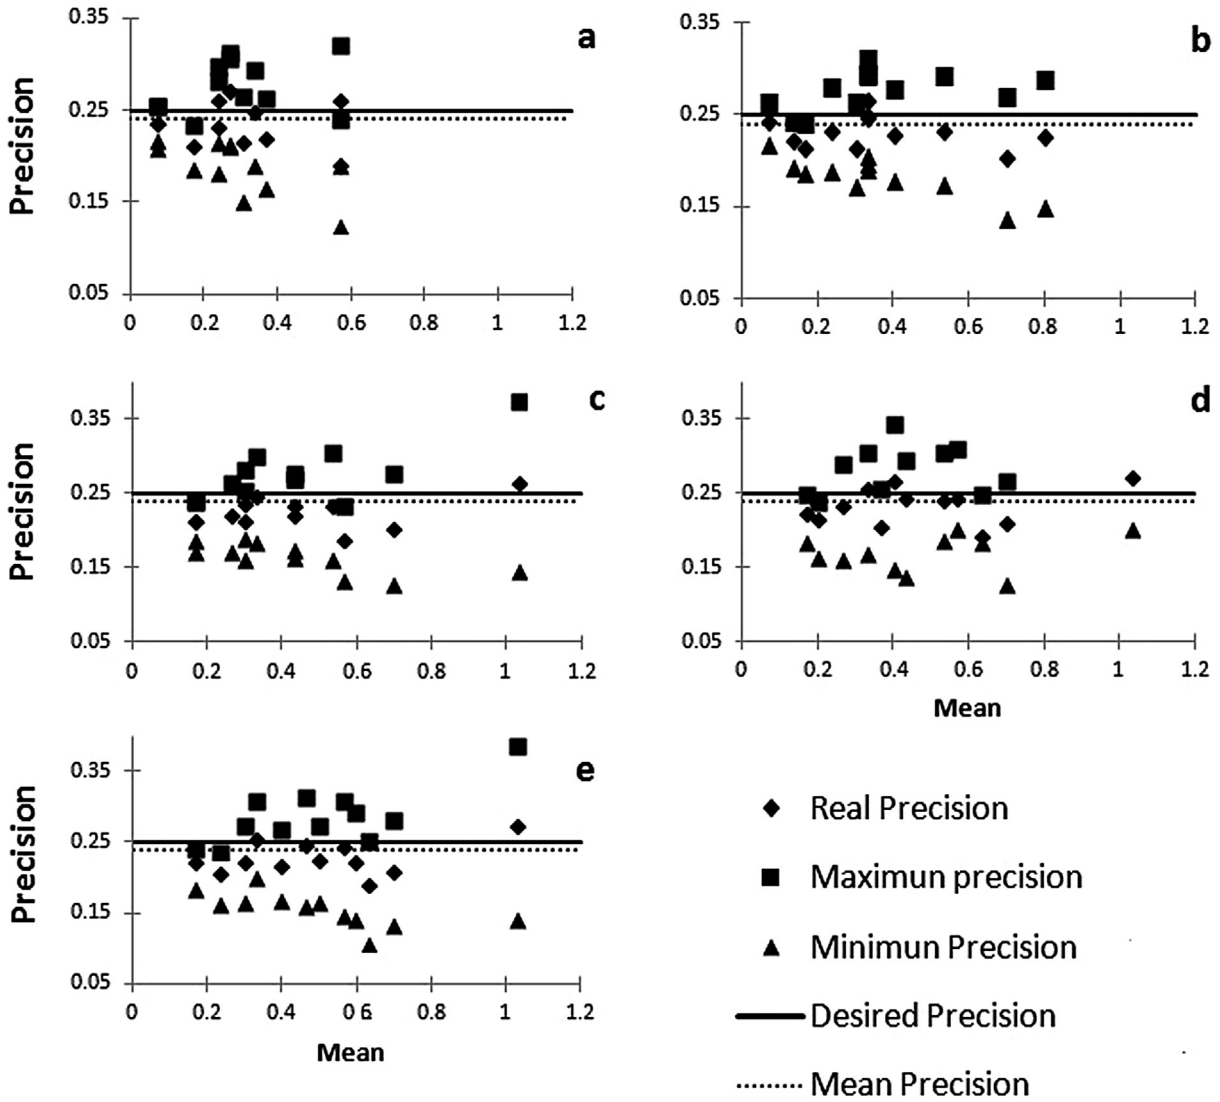 a
Precision
0.35
0.25
0.15
0.05
0 0.2 0.4 0.6 0.8 1 1.2
b
0.35
0.25
0.15
0.05
0 0.2 0.4 0.6 0.8 1 1.2
c
Precision
0.35
0.25
0.15
0.05
0 0.2 0.4 0.6 0.8 1 1.2
d
0.35
0.25
0.15
0.05
0 0.2 0.4 0.6 0.8 1 1.2
Mean
e
Precision
0.35
0.25
0.15
0.05
0 0.2 0.4 0.6 0.8 1 1.2
Mean
Real Precision
Maximun precision
Minimun Precision
Desired Precision
Mean Precision